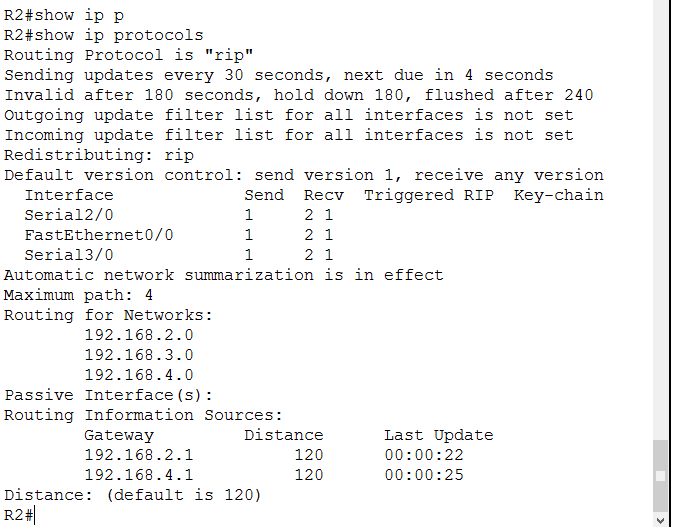 R2#show ip p
R2#show ip protocols
Routing Protocol is "rip"
Sending updates every 30 seconds, next due in 4 seconds
Invalid after 180 seconds, hold down 180, flushed after 240
Outgoing update filter list for all interfaces is not set
Incoming update filter list for all interfaces is not set
Redistributing: rip
Default version control: send version 1, receive any version
  Interface             Send  Recv  Triggered RIP  Key-chain
  Serial2/0             1     2 1
  FastEthernet0/0       1     2 1
  Serial3/0             1     2 1
Automatic network summarization is in effect
Maximum path: 4
Routing for Networks:
        192.168.2.0
        192.168.3.0
        192.168.4.0
Passive Interface(s):
Routing Information Sources:
        Gateway         Distance      Last Update
        192.168.2.1          120      00:00:22
        192.168.4.1          120      00:00:25
Distance: (default is 120)
R2#